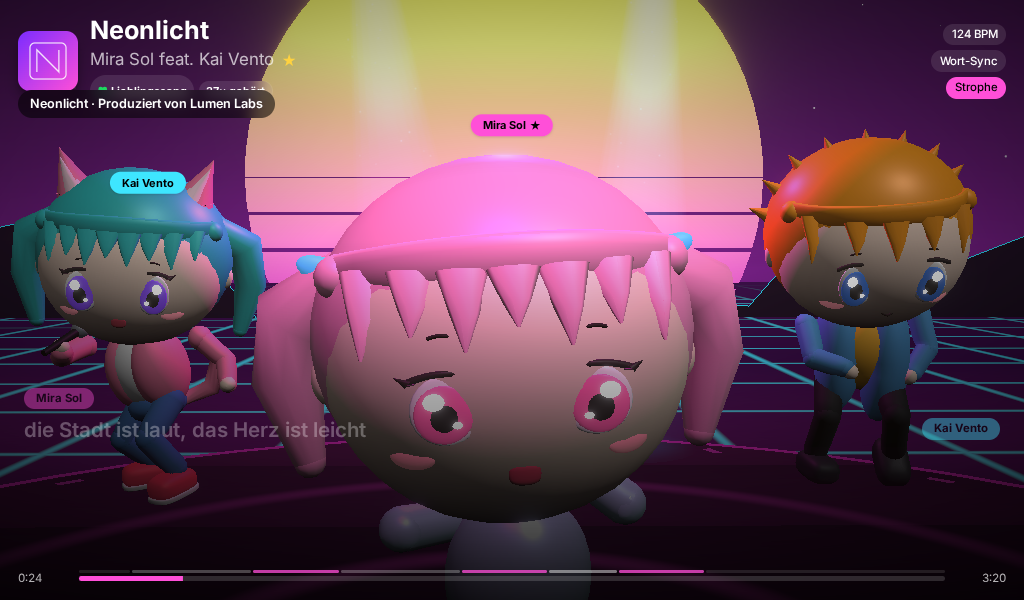 Neonlicht
Mira Sol feat. Kai Vento ★
Neonlicht · Produziert von Lumen Labs
124 BPM
Wort-Sync
Strophe
Mira Sol ★
Kai Vento
Mira Sol
die Stadt ist laut, das Herz ist leicht
Kai Vento
0:24
3:20